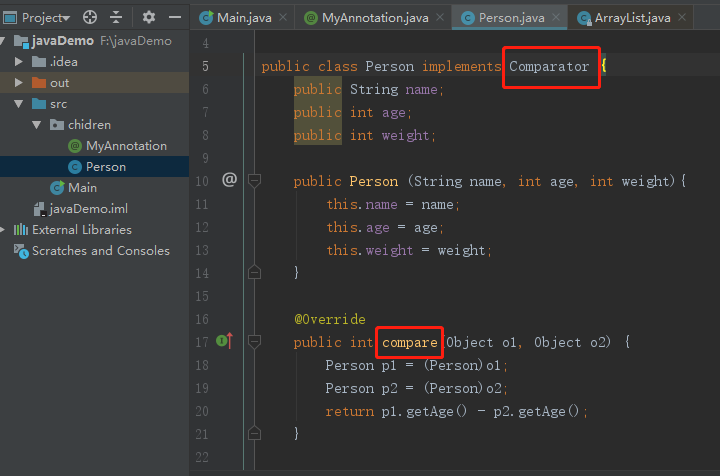 Project
Main.java
MyAnnotation.java
Person.java
ArrayList.java
javaDemo F:\javaDemo
.idea
out
src
chidren
MyAnnotation
Person
Main
javaDemo.iml
External Libraries
Scratches and Consoles
4
5 public class Person implements Comparator {
6 public String name;
7 public int age;
8 public int weight;
9
10 @ public Person (String name, int age, int weight){
11 this.name = name;
12 this.age = age;
13 this.weight = weight;
14 }
15
16 @Override
17 public int compare(Object o1, Object o2) {
18 Person p1 = (Person)o1;
19 Person p2 = (Person)o2;
20 return p1.getAge() - p2.getAge();
21 }
22